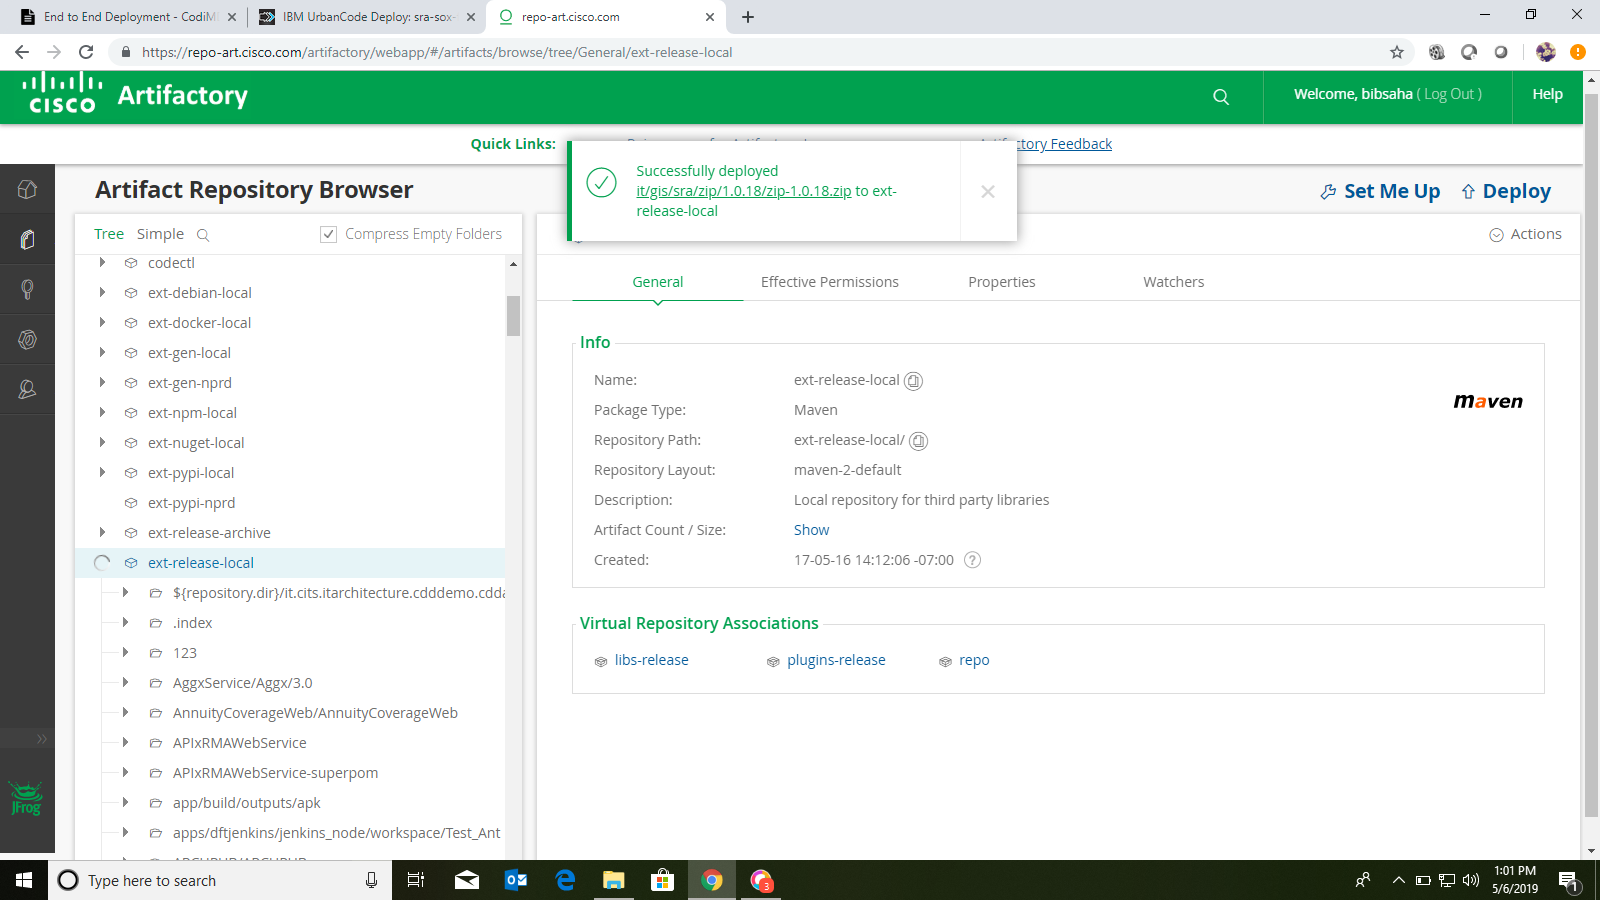 End to End Deployment - CodiM
IBM UrbanCode Deploy: sra-sox-
repo-art.cisco.com
https://repo-art.cisco.com/artifactory/webapp/#/artifacts/browse/tree/General/ext-release-local
cisco Artifactory
Welcome, bibsaha ( Log Out )
Help
Quick Links:
ctory Feedback
Successfully deployed
it/gis/sra/zip/1.0.18/zip-1.0.18.zip to ext-
release-local
Artifact Repository Browser
Set Me Up
Deploy
Tree Simple
Compress Empty Folders
Actions
codectl
ext-debian-local
ext-docker-local
ext-gen-local
ext-gen-nprd
ext-npm-local
ext-nuget-local
ext-pypi-local
ext-pypi-nprd
ext-release-archive
ext-release-local
${repository.dir}/it.cits.itarchitecture.cdddemo.cdda
.index
123
AggxService/Aggx/3.0
AnnuityCoverageWeb/AnnuityCoverageWeb
APIxRMAWebService
APIxRMAWebService-superpom
app/build/outputs/apk
apps/dftjenkins/jenkins_node/workspace/Test_Ant
General
Effective Permissions
Properties
Watchers
Info
Name: ext-release-local
Package Type: Maven
Repository Path: ext-release-local/
Repository Layout: maven-2-default
Description: Local repository for third party libraries
Artifact Count / Size: Show
Created: 17-05-16 14:12:06 -07:00
maven
Virtual Repository Associations
libs-release
plugins-release
repo
JFrog
Type here to search
3
1:01 PM
5/6/2019
1